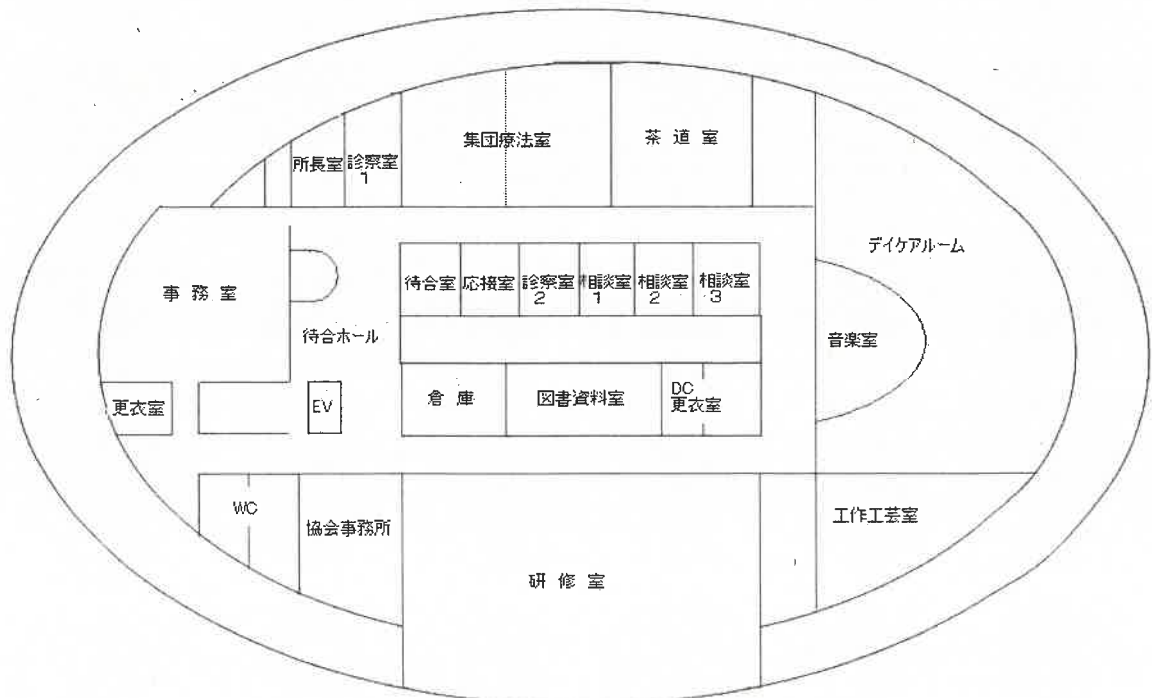 集団療法室
茶道室
所長室
診察室
1
デイケアルーム
事務室
待合室
応接室
診察室
2
相談室
1
相談室
2
相談室
3
待合ホール
音楽室
更衣室
EV
倉庫
図書資料室
DC
更衣室
WC
協会事務所
工作工芸室
研修室